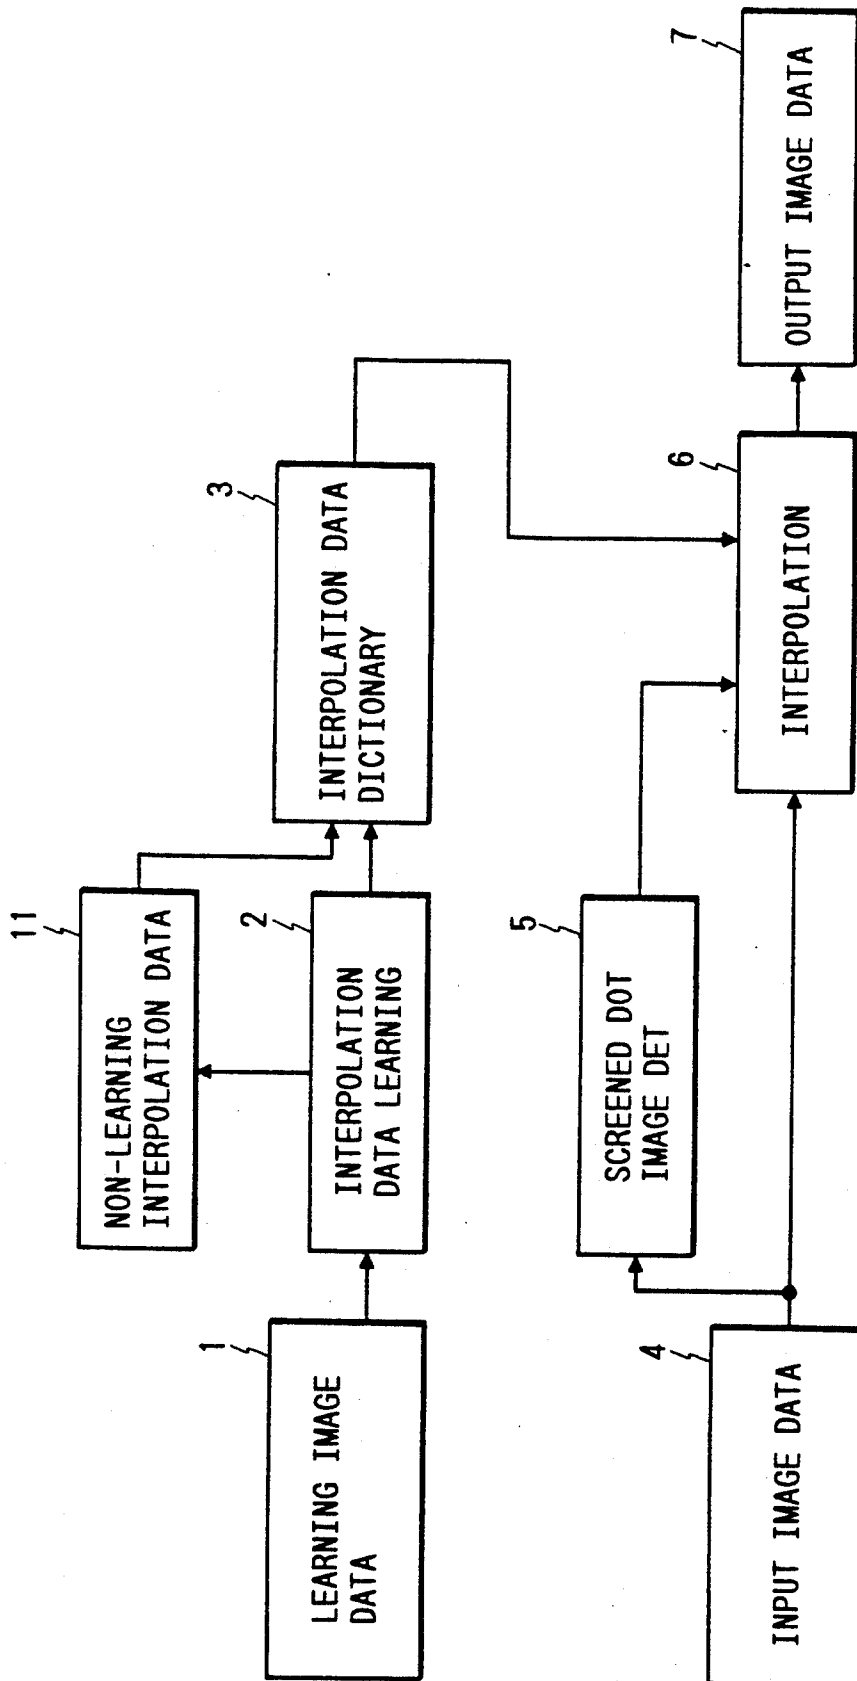 11
NON-LEARNING
INTERPOLATION DATA
1
LEARNING IMAGE
DATA
2
INTERPOLATION
DATA LEARNING
3
INTERPOLATION DATA
DICTIONARY
4
INPUT IMAGE DATA
5
SCREENED DOT
IMAGE DET
6
INTERPOLATION
7
OUTPUT IMAGE DATA